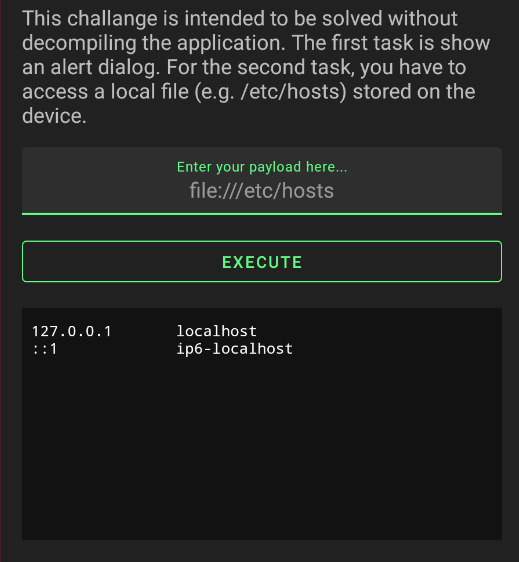 This challange is intended to be solved without
decompiling the application. The first task is show
an alert dialog. For the second task, you have to
access a local file (e.g. /etc/hosts) stored on the
device.
Enter your payload here...
file:///etc/hosts
EXECUTE
127.0.0.1 localhost
::1 ip6-localhost